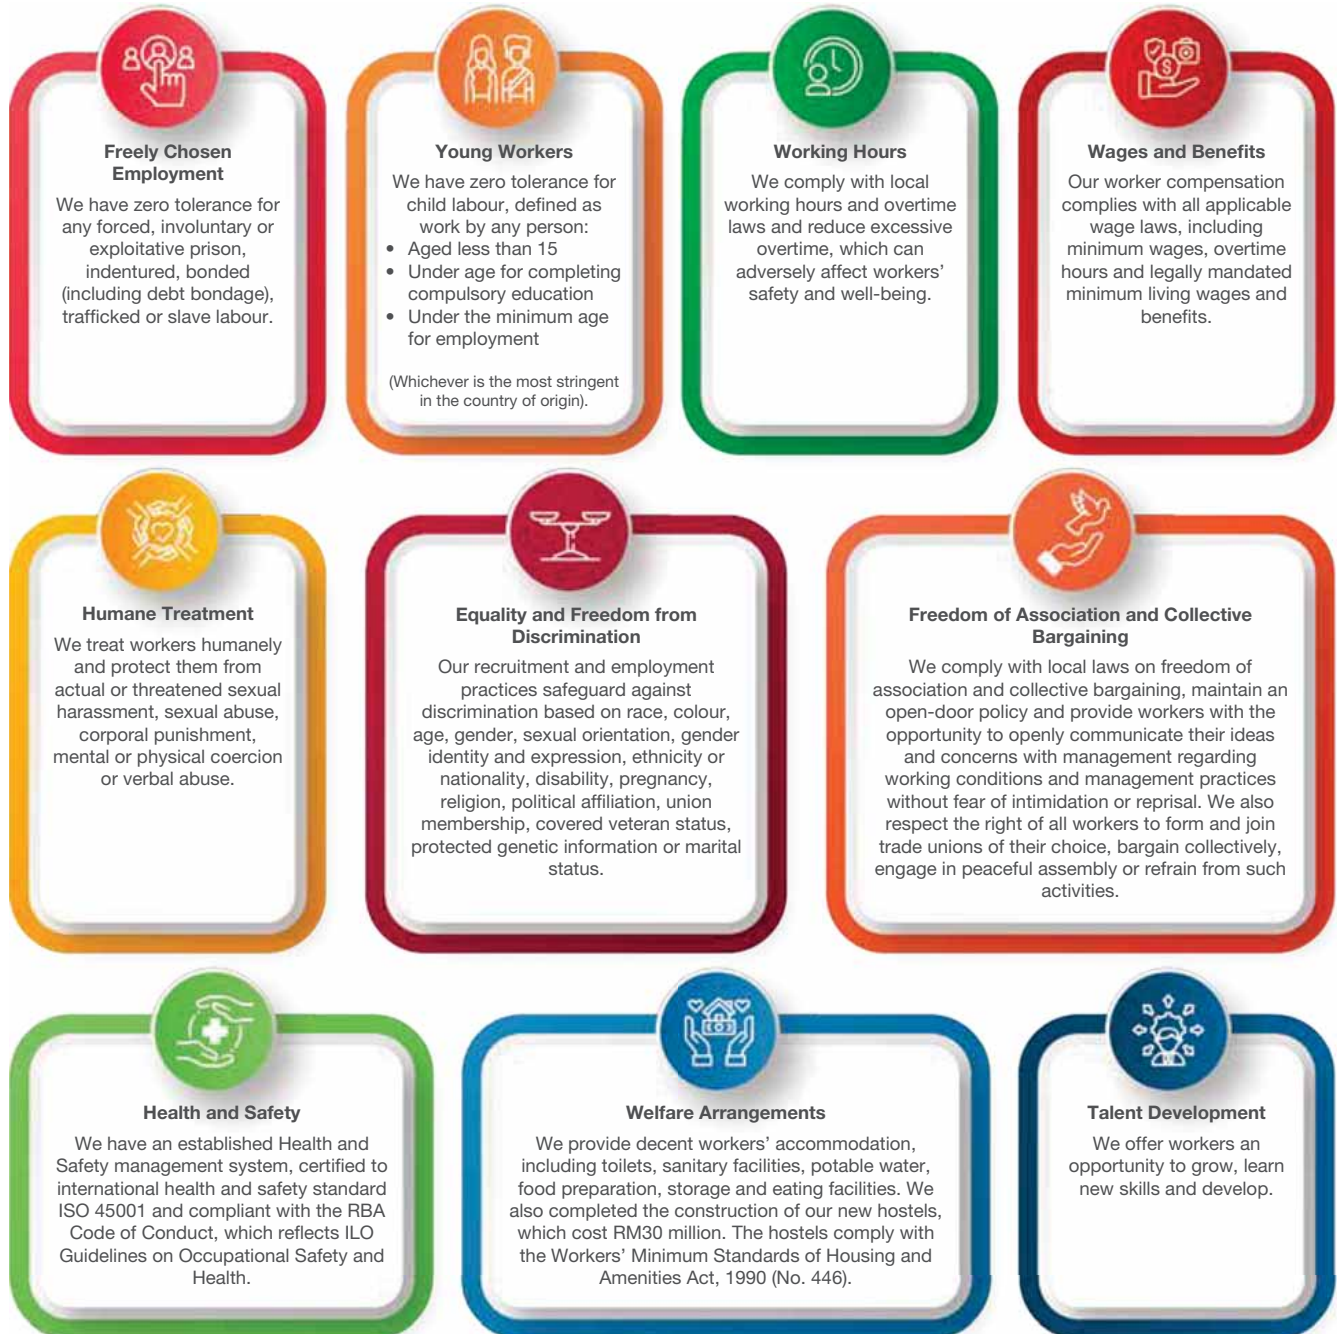 Freely Chosen
Employment
We have zero tolerance for
any forced, involuntary or
exploitative prison,
indentured, bonded
(including debt bondage),
trafficked or slave labour.
Young Workers
We have zero tolerance for
child labour, defined as
work by any person:
• Aged less than 15
• Under age for completing
compulsory education
• Under the minimum age
for employment
(Whichever is the most stringent
in the country of origin).
Working Hours
We comply with local
working hours and overtime
laws and reduce excessive
overtime, which can
adversely affect workers’
safety and well-being.
Wages and Benefits
Our worker compensation
complies with all applicable
wage laws, including
minimum wages, overtime
hours and legally mandated
minimum living wages and
benefits.
Humane Treatment
We treat workers humanely
and protect them from
actual or threatened sexual
harassment, sexual abuse,
corporal punishment,
mental or physical coercion
or verbal abuse.
Equality and Freedom from
Discrimination
Our recruitment and employment
practices safeguard against
discrimination based on race, colour,
age, gender, sexual orientation, gender
identity and expression, ethnicity or
nationality, disability, pregnancy,
religion, political affiliation, union
membership, covered veteran status,
protected genetic information or marital
status.
Freedom of Association and Collective
Bargaining
We comply with local laws on freedom of
association and collective bargaining, maintain an
open-door policy and provide workers with the
opportunity to openly communicate their ideas
and concerns with management regarding
working conditions and management practices
without fear of intimidation or reprisal. We also
respect the right of all workers to form and join
trade unions of their choice, bargain collectively,
engage in peaceful assembly or refrain from such
activities.
Health and Safety
We have an established Health and
Safety management system, certified to
international health and safety standard
ISO 45001 and compliant with the RBA
Code of Conduct, which reflects ILO
Guidelines on Occupational Safety and
Health.
Welfare Arrangements
We provide decent workers’ accommodation,
including toilets, sanitary facilities, potable water,
food preparation, storage and eating facilities. We
also completed the construction of our new hostels,
which cost RM30 million. The hostels comply with
the Workers’ Minimum Standards of Housing and
Amenities Act, 1990 (No. 446).
Talent Development
We offer workers an
opportunity to grow, learn
new skills and develop.